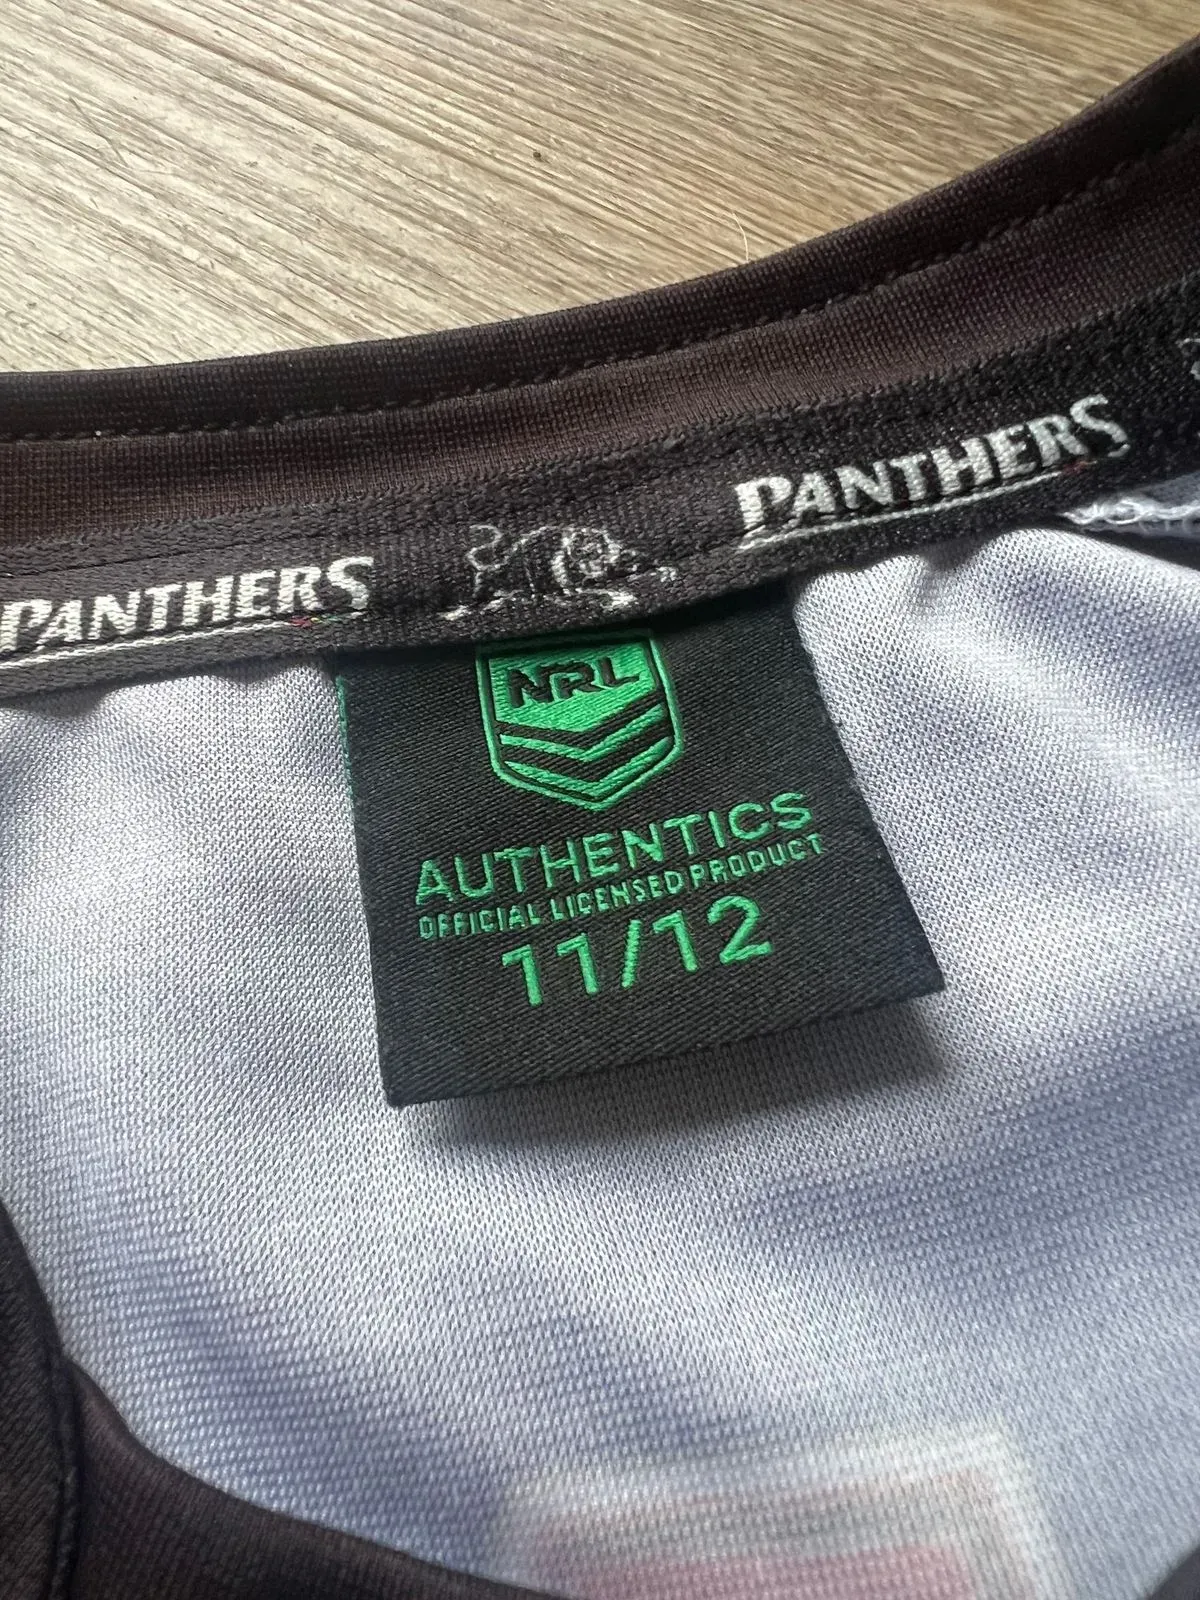 PANTHERS
PANTHERS
NRL
AUTHENTICS
OFFICIAL LICENSED PRODUCT
11/12